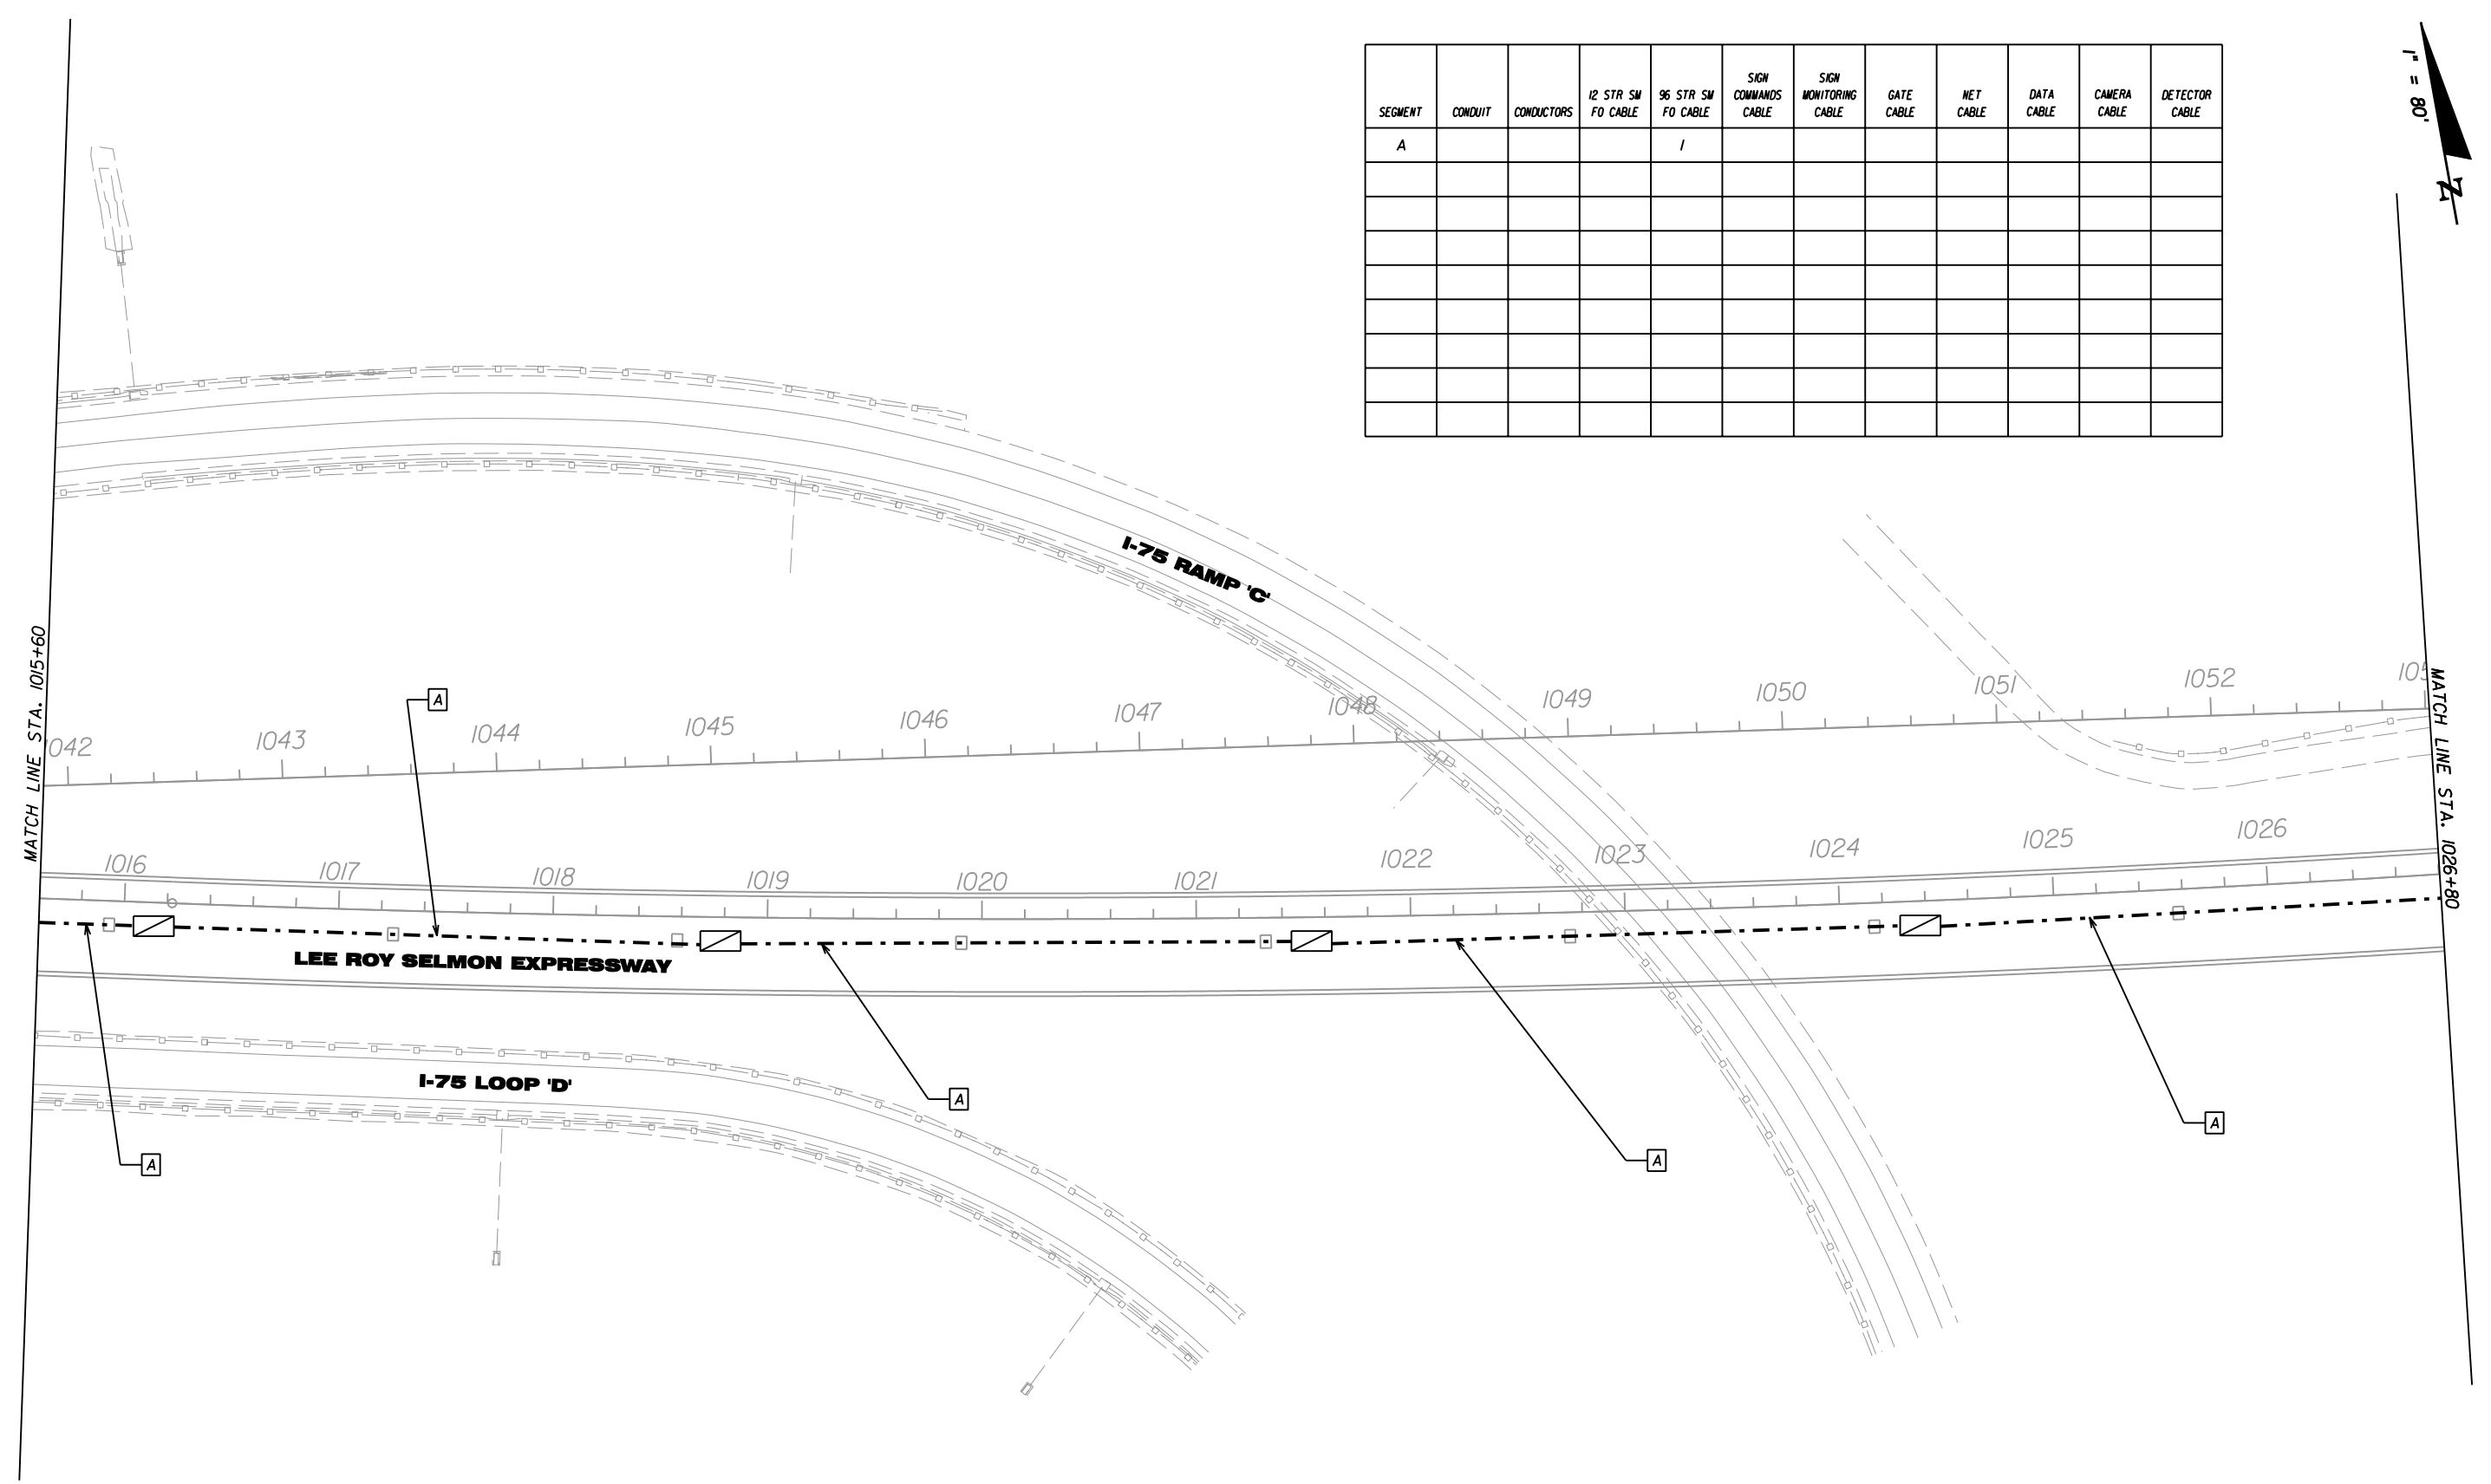 1" = 80'
N
SEGMENT CONDUIT CONDUCTORS 12 STR SM FO CABLE 96 STR SM FO CABLE SIGN COMMANDS CABLE SIGN MONITORING CABLE GATE CABLE NET CABLE DATA CABLE CAMERA CABLE DETECTOR CABLE
A 1
I-75 RAMP 'C'
MATCH LINE STA. 1015+60
MATCH LINE STA. 1026+80
A
1042 1043 1044 1045 1046 1047 1048 1049 1050 1051 1052
1016 1017 1018 1019 1020 1021 1022 1023 1024 1025 1026
LEE ROY SELMON EXPRESSWAY
I-75 LOOP 'D'
A
A
A
A